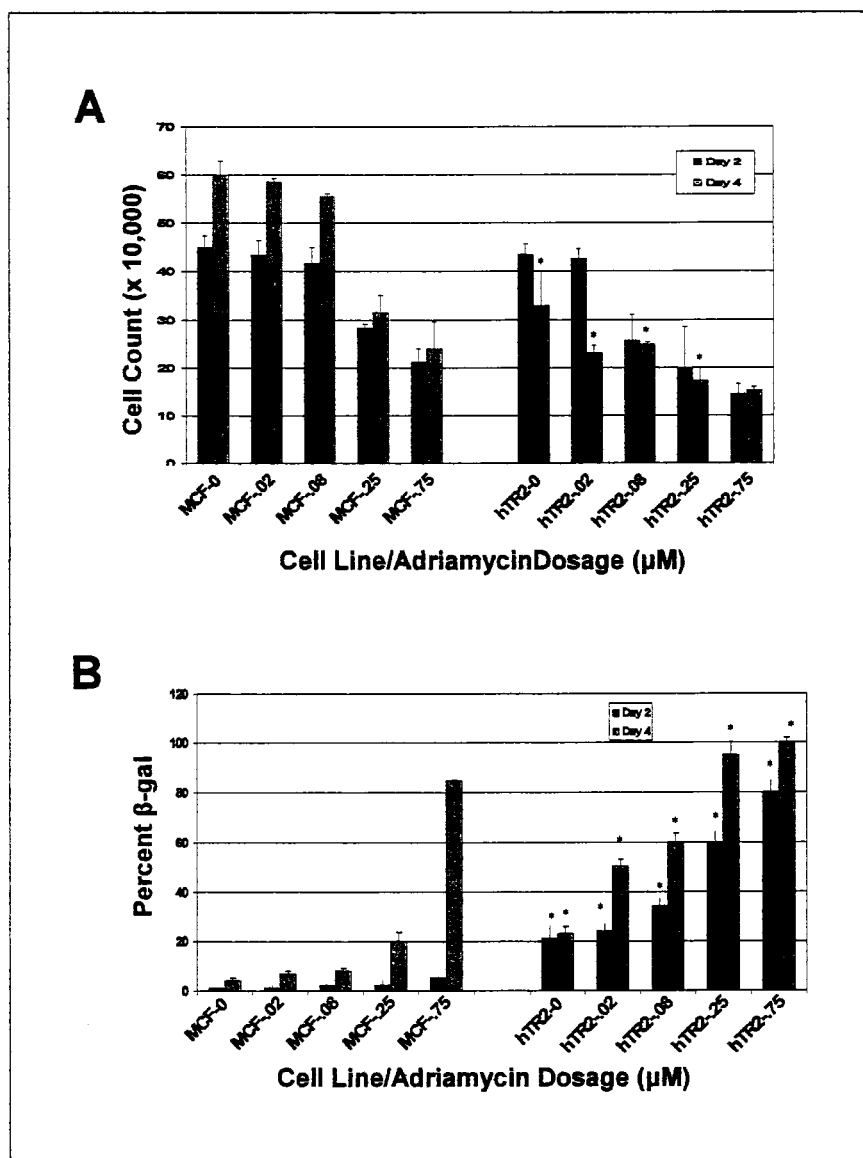 A
70
60
50
40
30
20
10
0
Cell Count (x 10,000)
Day 2
Day 4
*
*
*
*
MCF-0
MCF-.02
MCF-.08
MCF-.25
MCF-.75
hTR2-0
hTR2-.02
hTR2-.08
hTR2-.25
hTR2-.75
Cell Line/AdriamycinDosage (µM)
B
120
100
80
60
40
20
0
Percent β-gal
Day 2
Day 4
* *
* *
* *
* *
* *
MCF-0
MCF-.02
MCF-.08
MCF-.25
MCF-.75
hTR2-0
hTR2-.02
hTR2-.08
hTR2-.25
hTR2-.75
Cell Line/Adriamycin Dosage (µM)